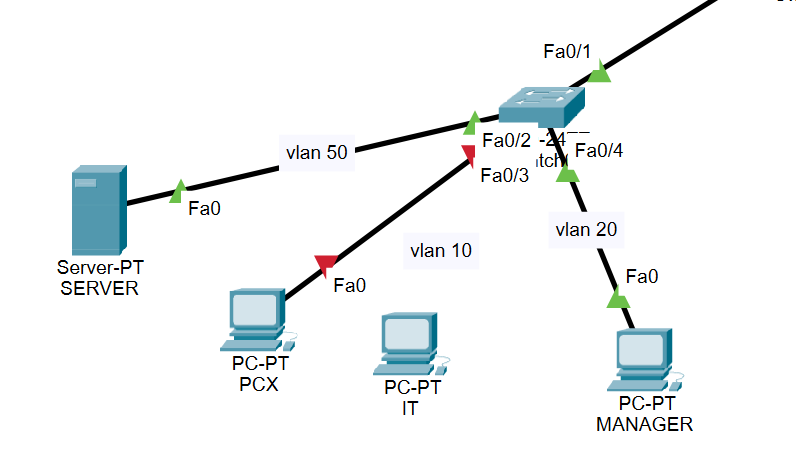 Fa0/1
Fa0/2
-24
Fa0/4
vlan 50
Fa0/3
Fa0
vlan 20
vlan 10
Server-PT
SERVER
Fa0
Fa0
PC-PT
PCX
PC-PT
IT
PC-PT
MANAGER